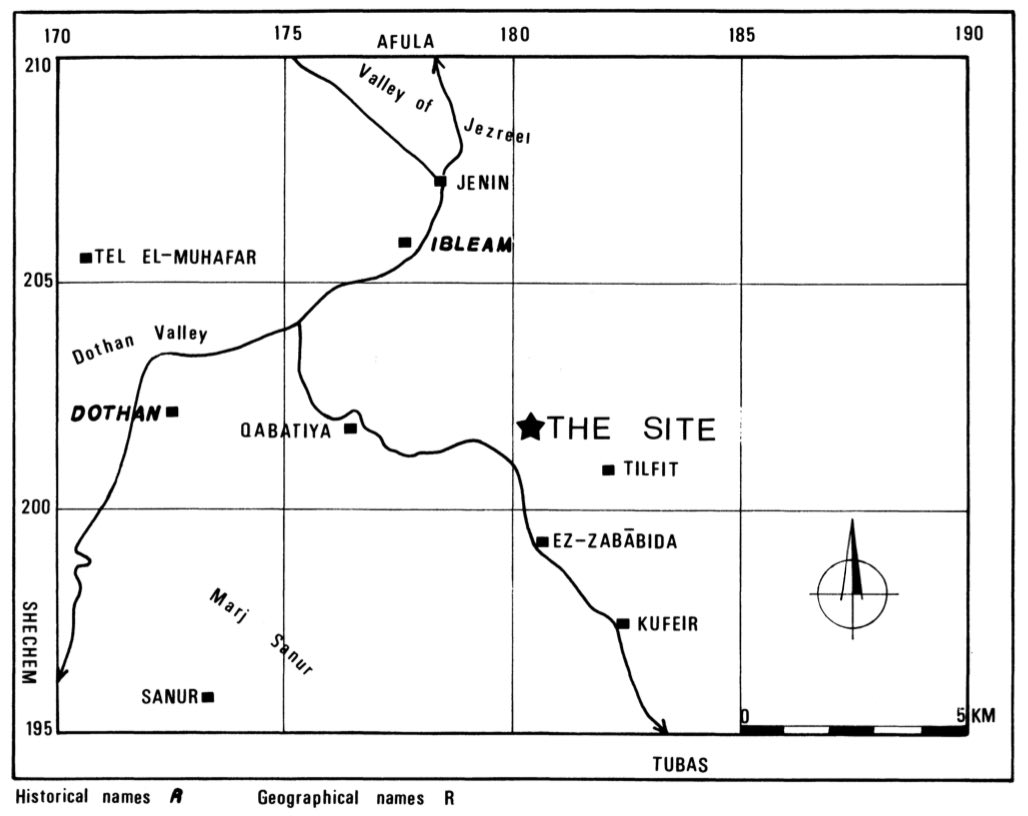 170 175 180 185 190
AFULA
210
Valley of
Jezreel
JENIN
IBLEAM
TEL EL-MUHAFAR
205
Dothan Valley
DOTHAN
QABATIYA
THE SITE
TILFIT
200
EZ-ZABĀBIDA
KUFEIR
Marj
Sanur
SHECHEM
SANUR
0 5 KM
195
TUBAS
Historical names R Geographical names R